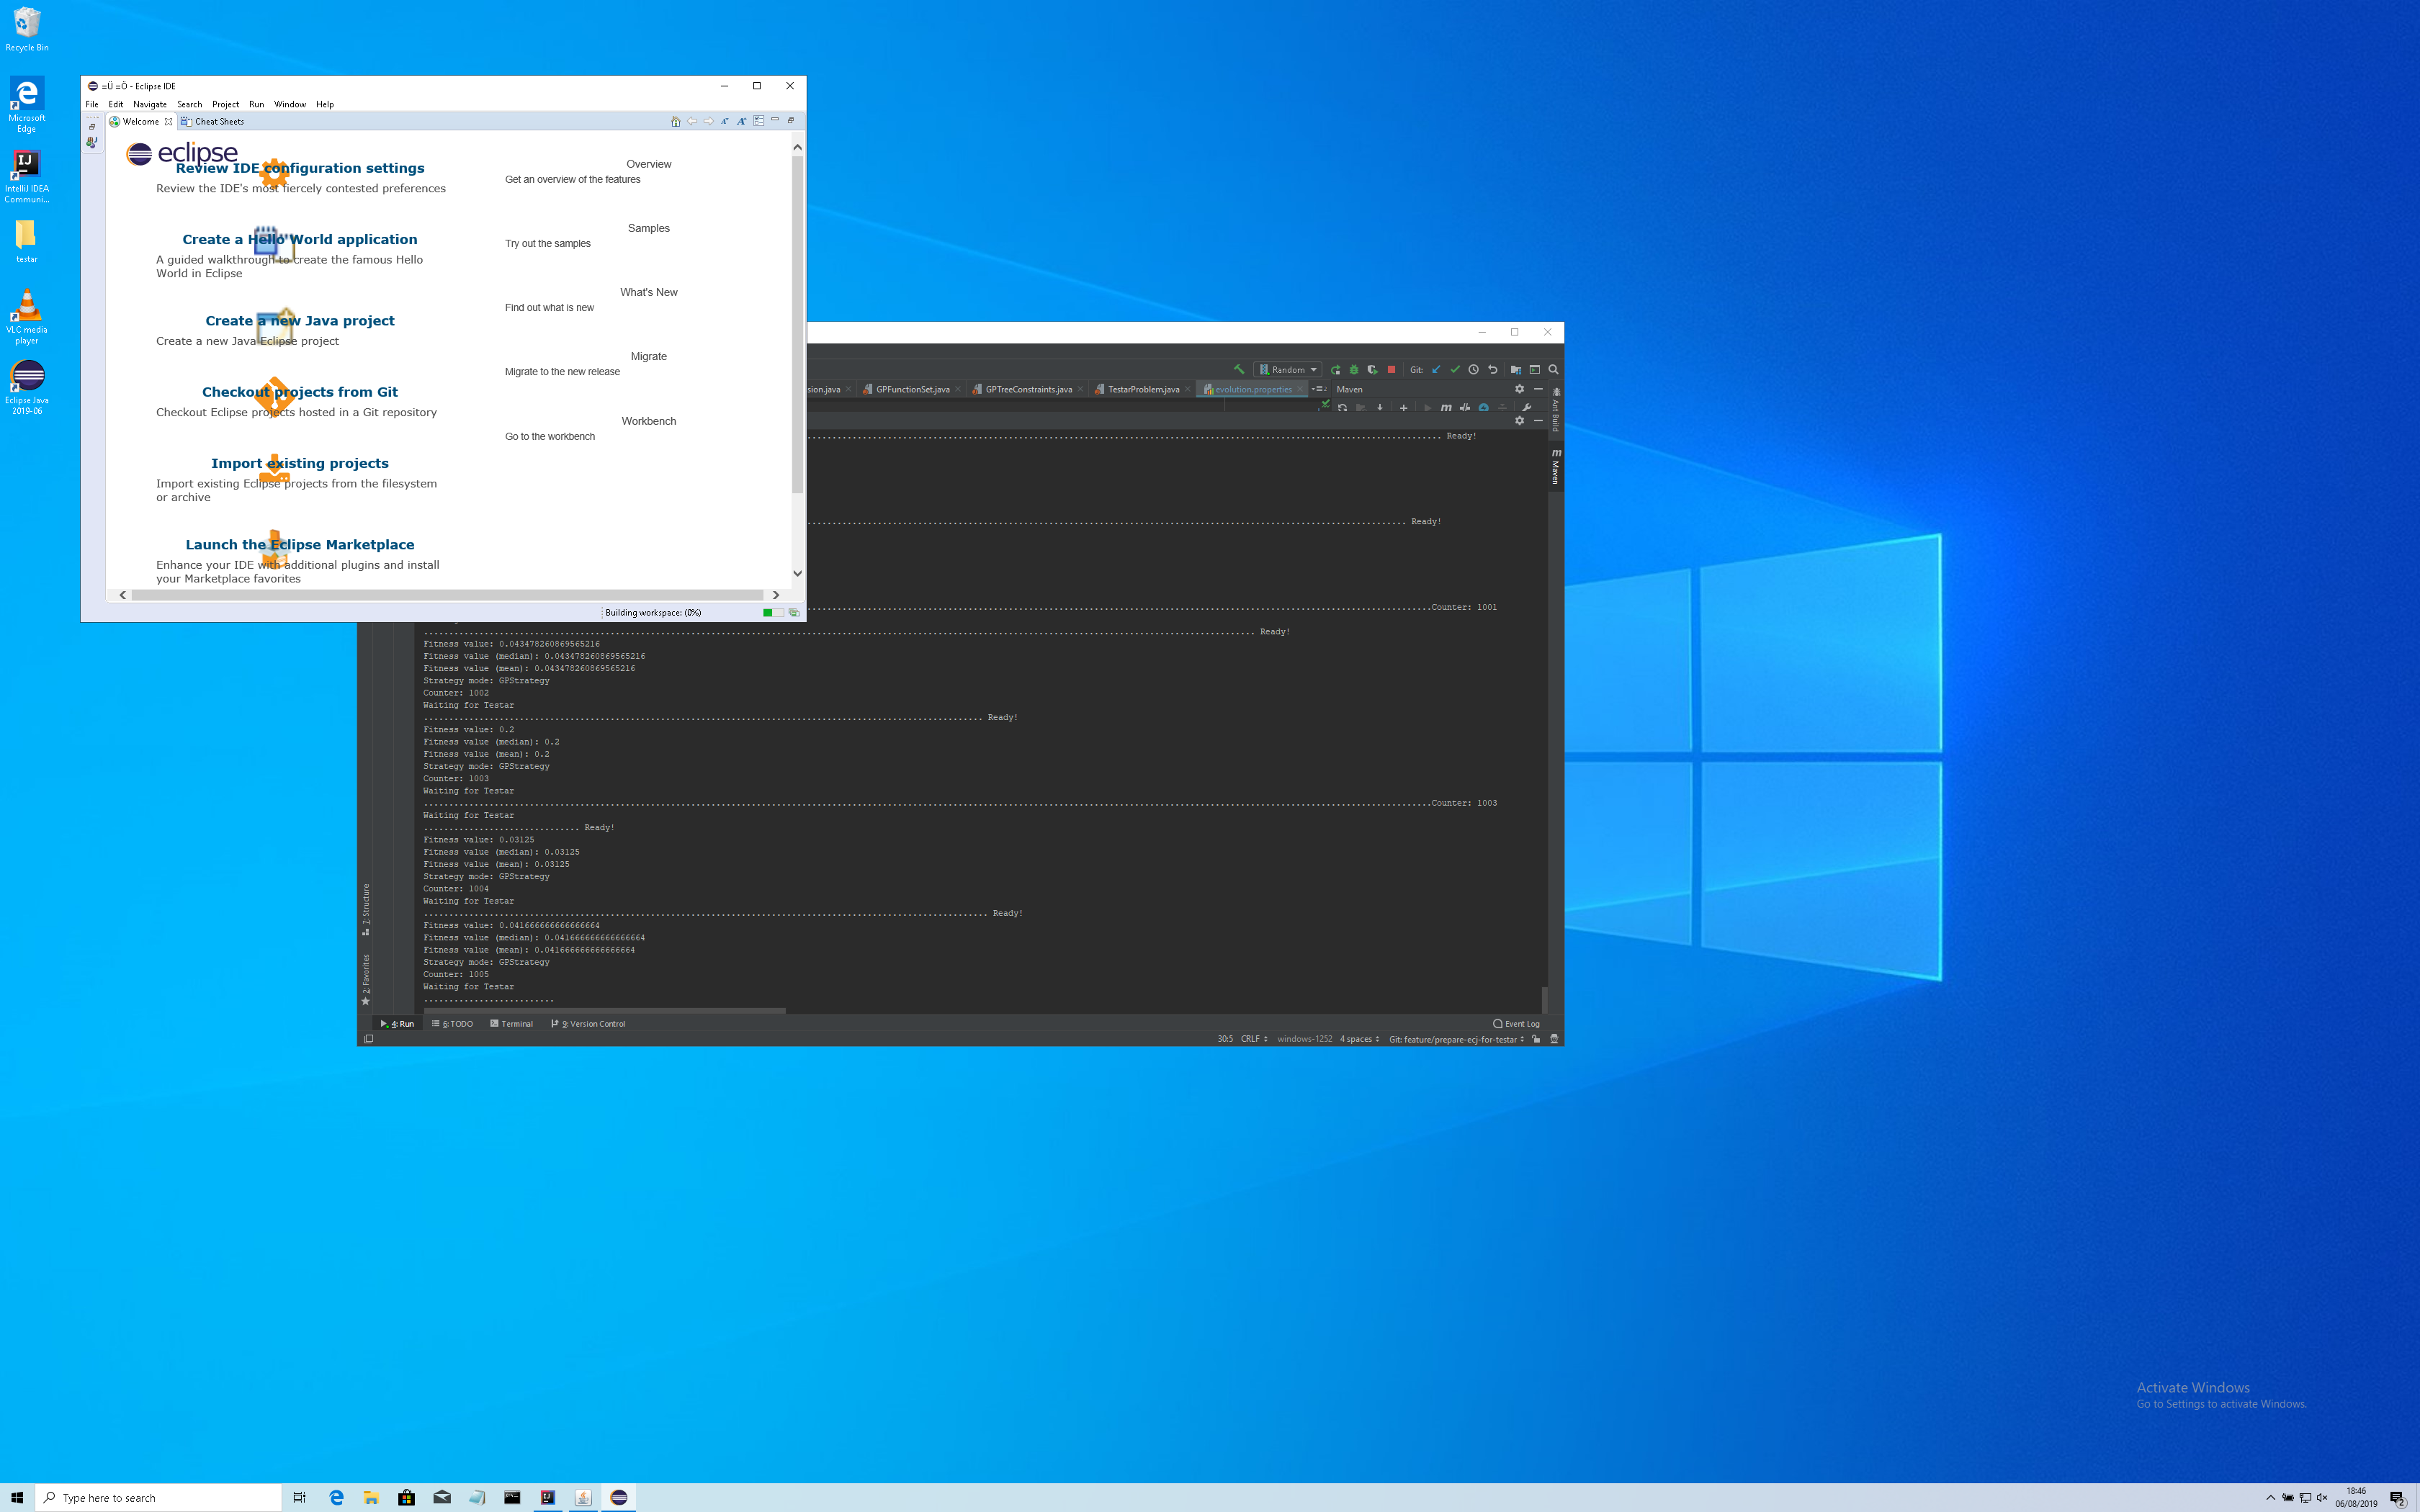 Recycle Bin
Microsoft
Edge
IntelliJ IDEA
Communi...
testar
VLC media
player
Eclipse Java
2019-06
=Ü =Ö - Eclipse IDE
File Edit Navigate Search Project Run Window Help
Welcome Cheat Sheets
eclipse
Review IDE configuration settings
Review the IDE's most fiercely contested preferences
Create a Hello World application
A guided walkthrough to create the famous Hello
World in Eclipse
Create a new Java project
Create a new Java Eclipse project
Checkout projects from Git
Checkout Eclipse projects hosted in a Git repository
Import existing projects
Import existing Eclipse projects from the filesystem
or archive
Launch the Eclipse Marketplace
Enhance your IDE with additional plugins and install
your Marketplace favorites
Overview
Get an overview of the features
Samples
Try out the samples
What's New
Find out what is new
Migrate
Migrate to the new release
Workbench
Go to the workbench
Building workspace: (0%)
Random Git:
sion.java GPFunctionSet.java GPTreeConstraints.java TestarProblem.java evolution.properties Maven
Ant Build
Maven
Ready!
Ready!
Counter: 1001
Ready!
Fitness value: 0.043478260869565216
Fitness value (median): 0.043478260869565216
Fitness value (mean): 0.043478260869565216
Strategy mode: GPStrategy
Counter: 1002
Waiting for Testar
Ready!
Fitness value: 0.2
Fitness value (median): 0.2
Fitness value (mean): 0.2
Strategy mode: GPStrategy
Counter: 1003
Waiting for Testar
Counter: 1003
Waiting for Testar
Ready!
Fitness value: 0.03125
Fitness value (median): 0.03125
Fitness value (mean): 0.03125
Strategy mode: GPStrategy
Counter: 1004
Waiting for Testar
Ready!
Fitness value: 0.041666666666666664
Fitness value (median): 0.041666666666666664
Fitness value (mean): 0.041666666666666664
Strategy mode: GPStrategy
Counter: 1005
Waiting for Testar
Z: Structure
2: Favorites
4: Run 6: TODO Terminal 9: Version Control Event Log
30:5 CRLF windows-1252 4 spaces Git: feature/prepare-ecj-for-testar
Activate Windows
Go to Settings to activate Windows.
Type here to search
18:46
06/08/2019
2